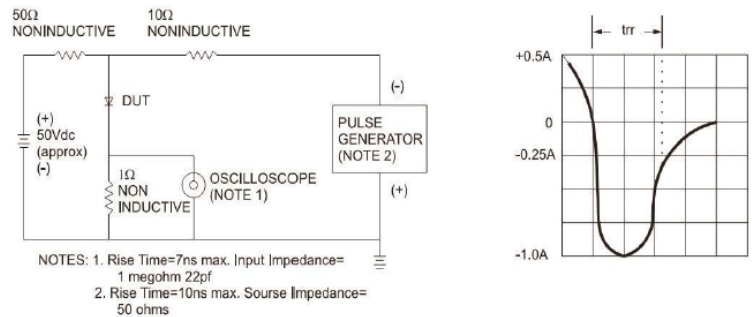 50Ω
NONINDUCTIVE
10Ω
NONINDUCTIVE
DUT
(+)
50Vdc
(approx)
(-)
1Ω
NON
INDUCTIVE
OSCILLOSCOPE
(NOTE 1)
(-)
PULSE
GENERATOR
(NOTE 2)
(+)
NOTES: 1. Rise Time=7ns max. Input Impedance=
1 megohm 22pf
2. Rise Time=10ns max. Sourse Impedance=
50 ohms
trr
+0.5A
0
-0.25A
-1.0A